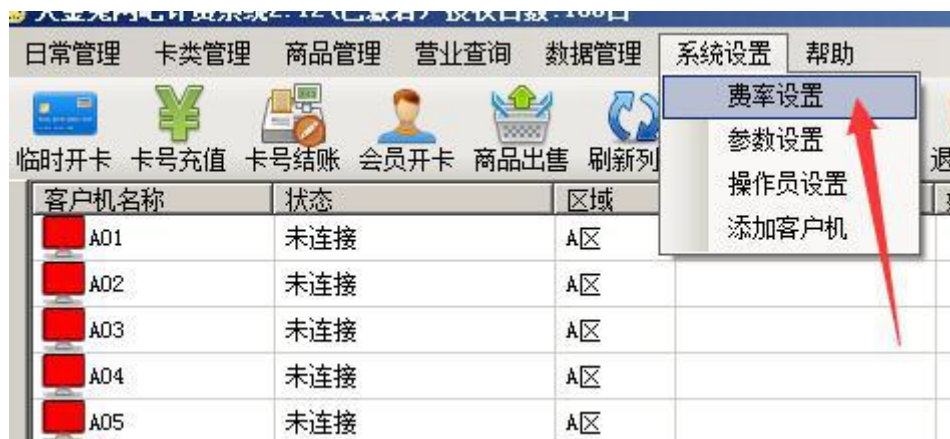 日常管理 卡类管理 商品管理 营业查询 数据管理 系统设置 帮助
费率设置
参数设置
操作员设置
添加客户机
临时开卡 卡号充值 卡号结账 会员开卡 商品出售 刷新列
客户机名称 状态 区域
A01 未连接 A区
A02 未连接 A区
A03 未连接 A区
A04 未连接 A区
A05 未连接 A区